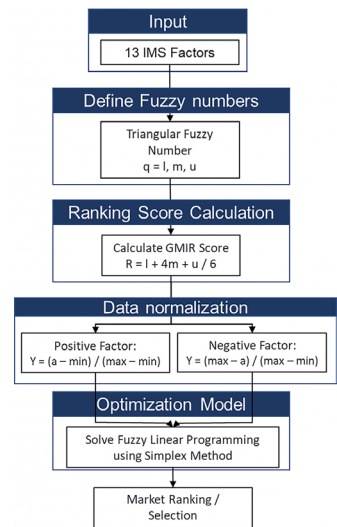 Input
13 IMS Factors
Define Fuzzy numbers
Triangular Fuzzy
Number
q = l, m, u
Ranking Score Calculation
Calculate GMIR Score
R = l + 4m + u / 6
Data normalization
Positive Factor:
Y = (a – min) / (max – min)
Negative Factor:
Y = (max – a) / (max – min)
Optimization Model
Solve Fuzzy Linear Programming
using Simplex Method
Market Ranking /
Selection